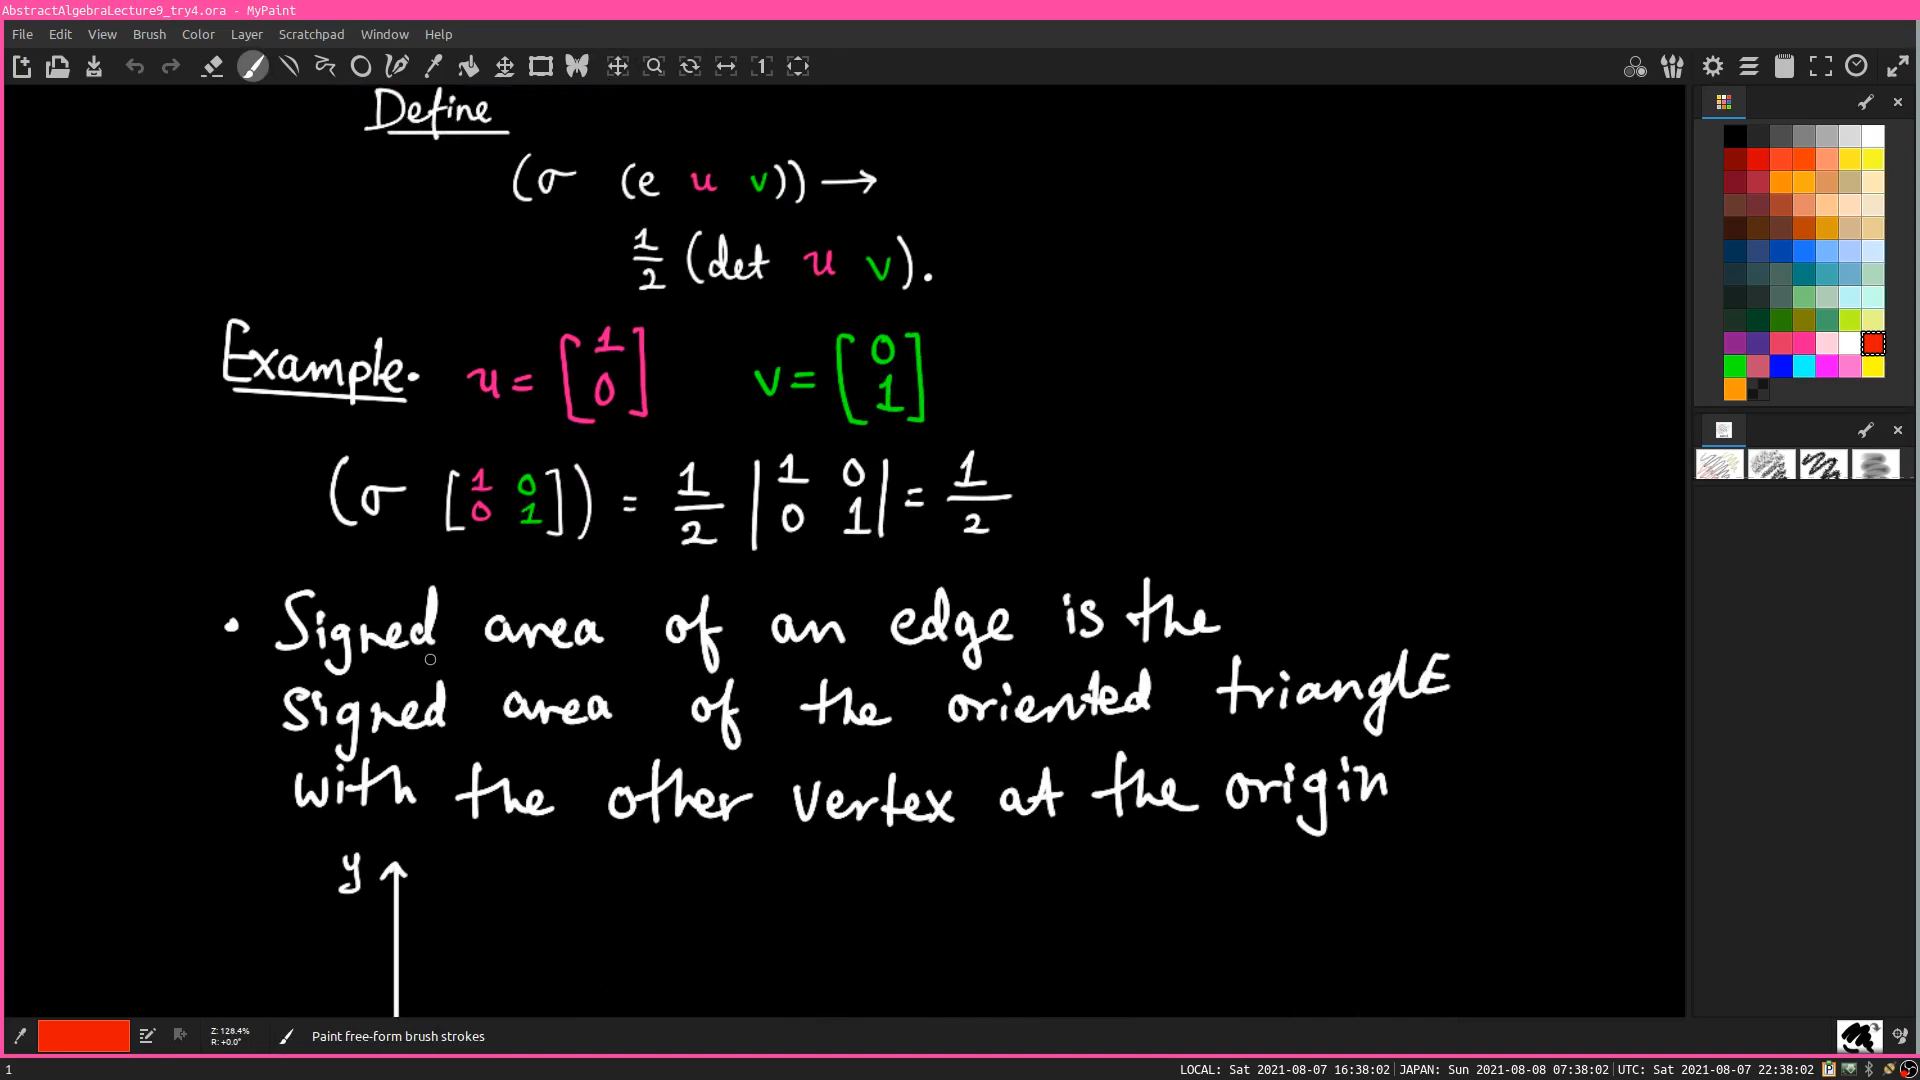 AbstractAlgebraLecture9_try4.ora - MyPaint
File Edit View Brush Color Layer Scratchpad Window Help
Define
(σ (e u v)) →
1/2 (det u v).
Example. u = [1 0] v = [0 1]
(σ [1 0 0 1]) = 1/2 |1 0 0 1| = 1/2
• Signed area of an edge is the
signed area of the oriented trianglE
with the other vertex at the origin
y
Z: 128.4%
R: +0.0°
Paint free-form brush strokes
1 LOCAL: Sat 2021-08-07 16:38:02 | JAPAN: Sun 2021-08-08 07:38:02 | UTC: Sat 2021-08-07 22:38:02